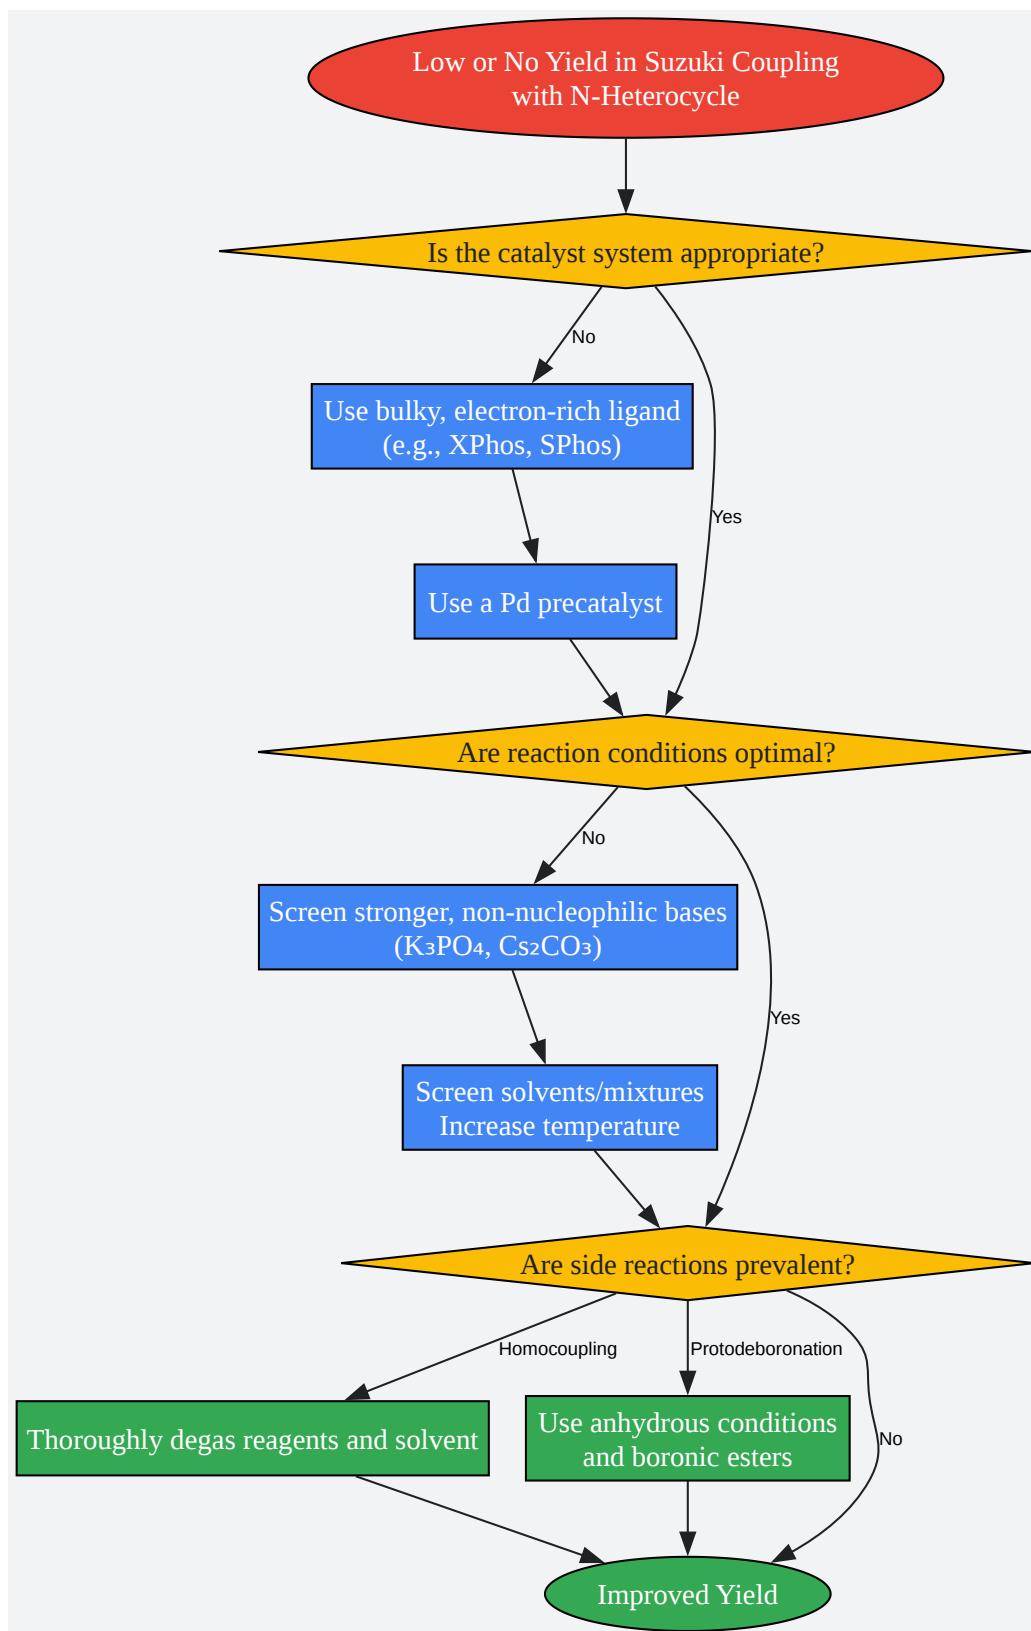 Low or No Yield in Suzuki Coupling
with N-Heterocycle
Is the catalyst system appropriate?
No
Use bulky, electron-rich ligand
(e.g., XPhos, SPhos)
Yes
Use a Pd precatalyst
Are reaction conditions optimal?
No
Screen stronger, non-nucleophilic bases
(K₃PO₄, Cs₂CO₃)
Yes
Screen solvents/mixtures
Increase temperature
Are side reactions prevalent?
Homocoupling
Protodeboronation
Thoroughly degas reagents and solvent
Use anhydrous conditions
and boronic esters
No
Improved Yield